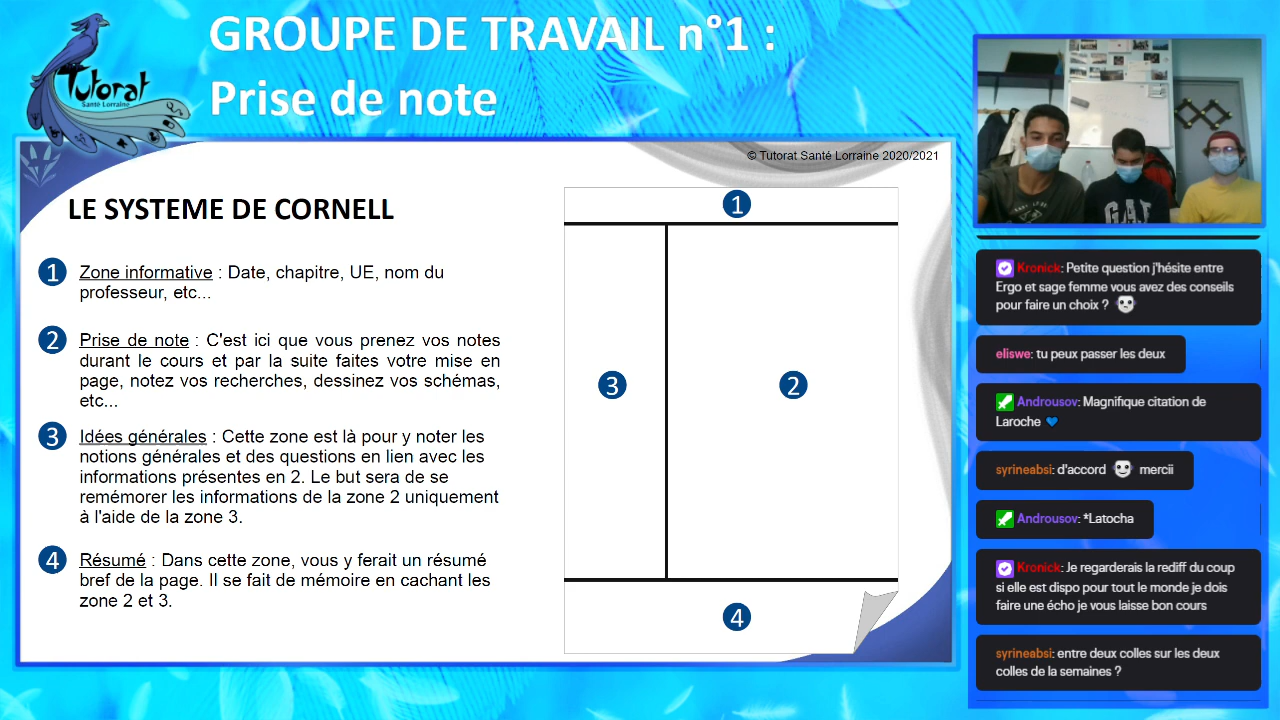 GROUPE DE TRAVAIL n°1 :
Prise de note
Tutorat
Santé Lorraine
© Tutorat Santé Lorraine 2020/2021
LE SYSTEME DE CORNELL
1 Zone informative : Date, chapitre, UE, nom du
professeur, etc...
2 Prise de note : C'est ici que vous prenez vos notes
durant le cours et par la suite faites votre mise en
page, notez vos recherches, dessinez vos schémas,
etc...
3 Idées générales : Cette zone est là pour y noter les
notions générales et des questions en lien avec les
informations présentes en 2. Le but sera de se
remémorer les informations de la zone 2 uniquement
à l'aide de la zone 3.
4 Résumé : Dans cette zone, vous y ferait un résumé
bref de la page. Il se fait de mémoire en cachant les
zone 2 et 3.
1
3
2
4
GAP
Kronick: Petite question j'hésite entre
Ergo et sage femme vous avez des conseils
pour faire un choix ?
eliswe: tu peux passer les deux
Androusov: Magnifique citation de
Laroche
syrineabsi: d'accord mercii
Androusov: *Latocha
Kronick: Je regarderais la rediff du coup
si elle est dispo pour tout le monde je dois
faire une écho je vous laisse bon cours
syrineabsi: entre deux colles sur les deux
colles de la semaines ?